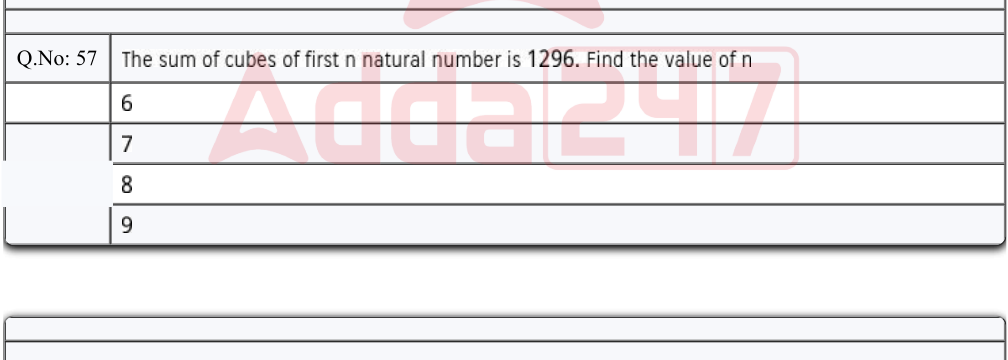 Q.No: 57 The sum of cubes of first n natural number is 1296. Find the value of n
6
7
8
9
Adda247